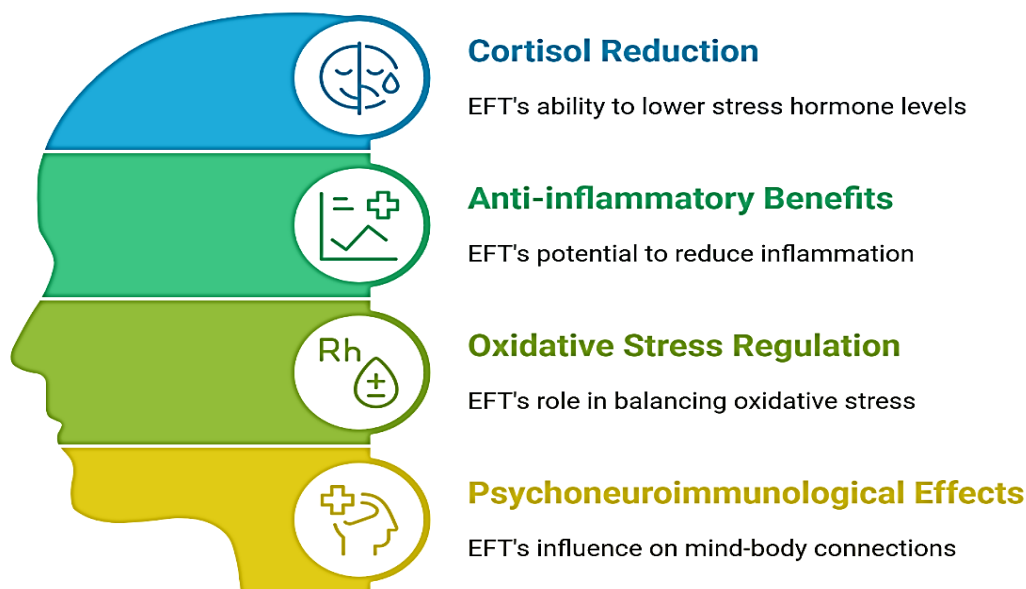 Cortisol Reduction
EFT's ability to lower stress hormone levels
Anti-inflammatory Benefits
EFT's potential to reduce inflammation
Rh
Oxidative Stress Regulation
EFT's role in balancing oxidative stress
Psychoneuroimmunological Effects
EFT's influence on mind-body connections